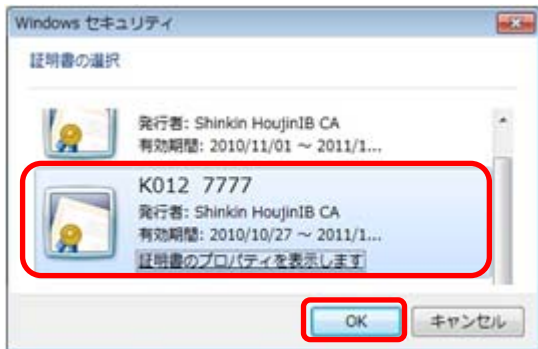 Windows セキュリティ
証明書の選択
発行者: Shinkin HoujinIB CA
有効期間: 2010/11/01 ～ 2011/1...
K012 7777
発行者: Shinkin HoujinIB CA
有効期間: 2010/10/27 ～ 2011/1...
証明書のプロパティを表示します
OK
キャンセル